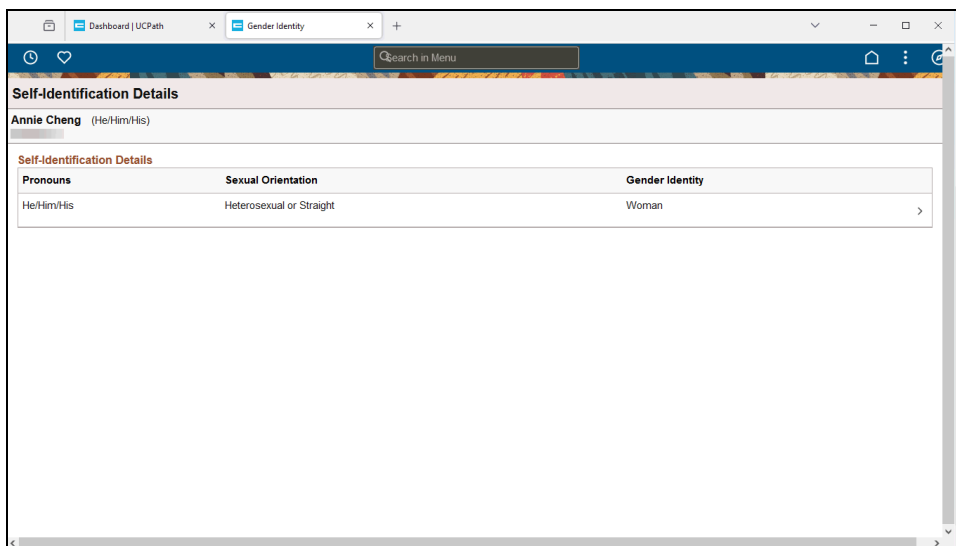 Dashboard | UCPath
Gender Identity
Search in Menu
Self-Identification Details
Annie Cheng (He/Him/His)
Self-Identification Details
Pronouns Sexual Orientation Gender Identity
He/Him/His Heterosexual or Straight Woman